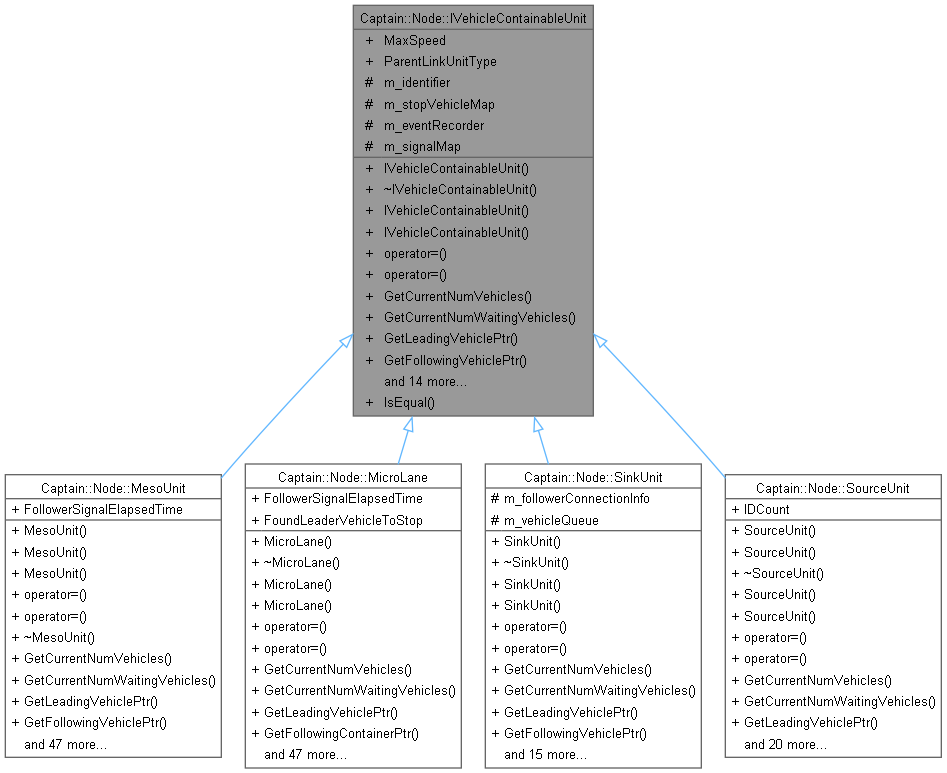 Captain::Node::IVehicleContainableUnit
+ MaxSpeed
+ ParentLinkUnitType
# m_identifier
# m_stopVehicleMap
# m_eventRecorder
# m_signalMap
+ IVehicleContainableUnit()
+ ~IVehicleContainableUnit()
+ IVehicleContainableUnit()
+ IVehicleContainableUnit()
+ operator=()
+ operator=()
+ GetCurrentNumVehicles()
+ GetCurrentNumWaitingVehicles()
+ GetLeadingVehiclePtr()
+ GetFollowingVehiclePtr()
and 14 more...
+ IsEqual()
Captain::Node::MesoUnit
+ FollowerSignalElapsedTime
+ MesoUnit()
+ MesoUnit()
+ MesoUnit()
+ operator=()
+ operator=()
+ ~MesoUnit()
+ GetCurrentNumVehicles()
+ GetCurrentNumWaitingVehicles()
+ GetLeadingVehiclePtr()
+ GetFollowingVehiclePtr()
and 47 more...
Captain::Node::MicroLane
+ FollowerSignalElapsedTime
+ FoundLeaderVehicleToStop
+ MicroLane()
+ ~MicroLane()
+ MicroLane()
+ MicroLane()
+ operator=()
+ operator=()
+ GetCurrentNumVehicles()
+ GetCurrentNumWaitingVehicles()
+ GetLeadingVehiclePtr()
+ GetFollowingContainerPtr()
and 47 more...
Captain::Node::SinkUnit
# m_followerConnectionInfo
# m_vehicleQueue
+ SinkUnit()
+ ~SinkUnit()
+ SinkUnit()
+ SinkUnit()
+ operator=()
+ operator=()
+ GetCurrentNumVehicles()
+ GetCurrentNumWaitingVehicles()
+ GetLeadingVehiclePtr()
+ GetFollowingVehiclePtr()
and 15 more...
Captain::Node::SourceUnit
+ IDCount
+ SourceUnit()
+ SourceUnit()
+ ~SourceUnit()
+ SourceUnit()
+ SourceUnit()
+ operator=()
+ operator=()
+ GetCurrentNumVehicles()
+ GetCurrentNumWaitingVehicles()
+ GetLeadingVehiclePtr()
and 20 more...